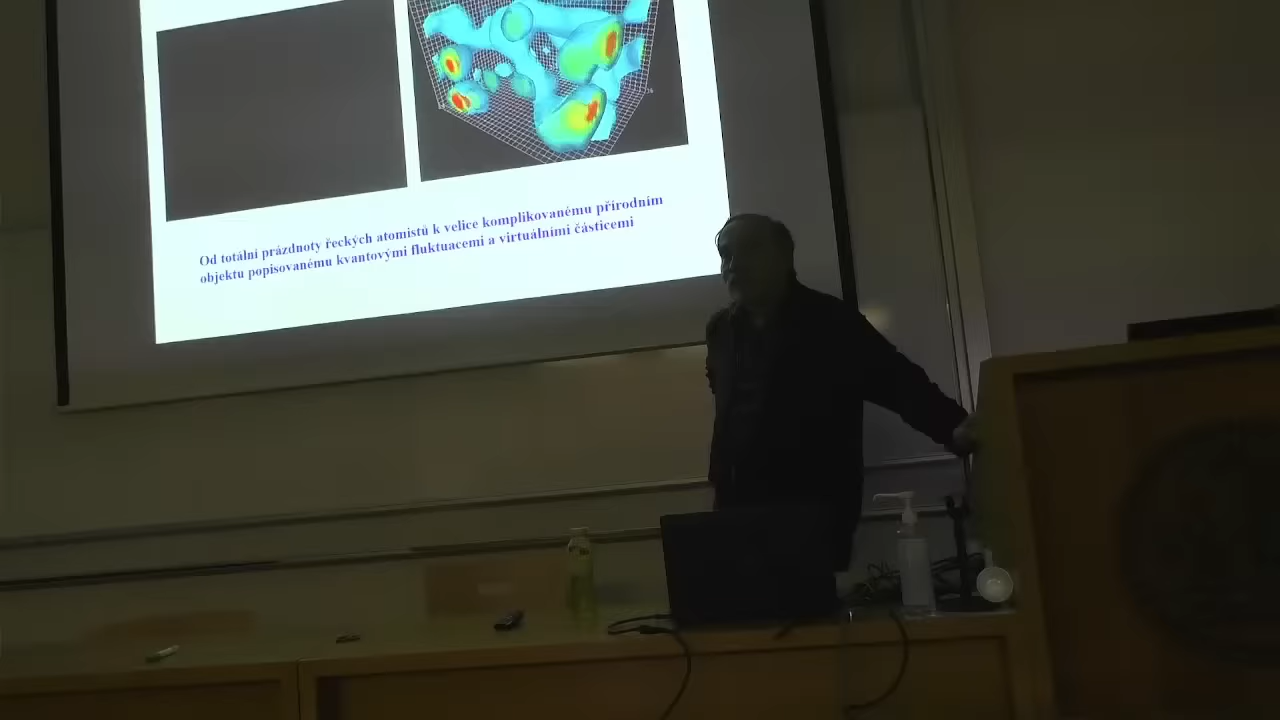 Od totální prázdnoty řeckých atomistů k velice komplikovanému přírodním
objektu popisovanému kvantovými fluktuacemi a virtuálními částicemi